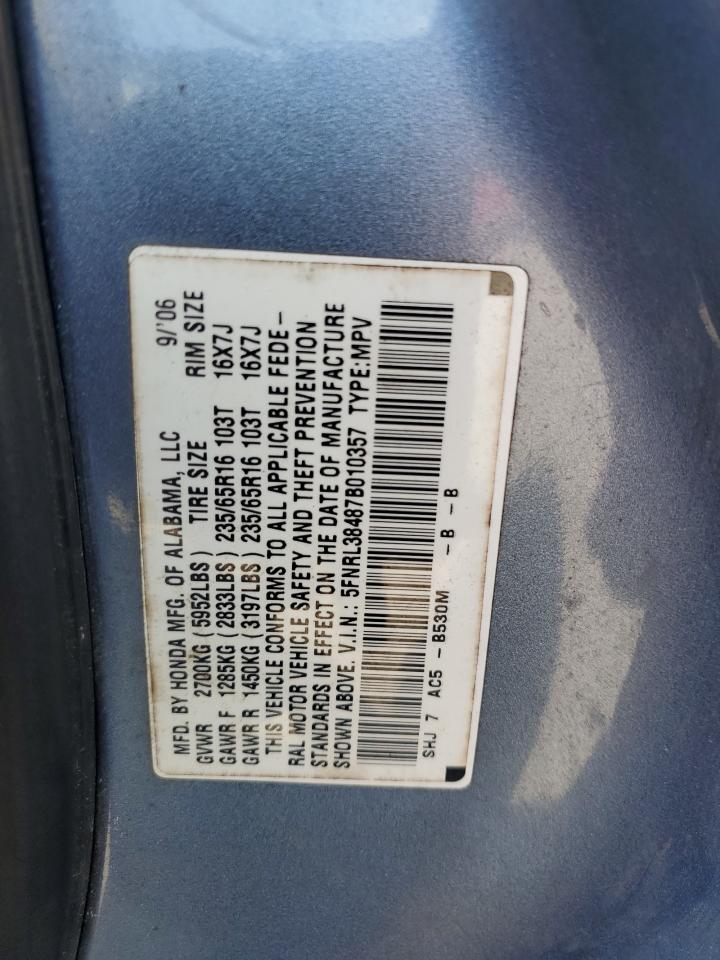 MFD. BY HONDA MFG. OF ALABAMA, LLC 9/'06
GVWR 2700KG (5952LBS) TIRE SIZE RIM SIZE
GAWR F 1285KG (2833LBS) 235/65R16 103T 16X7J
GAWR R 1450KG (3197LBS) 235/65R16 103T 16X7J
THIS VEHICLE CONFORMS TO ALL APPLICABLE FEDE-
RAL MOTOR VEHICLE SAFETY AND THEFT PREVENTION
STANDARDS IN EFFECT ON THE DATE OF MANUFACTURE
SHOWN ABOVE. V.I.N.: 5FNRL38487B010357 TYPE:MPV
SHJ 7 AC5 -B530M -B -B